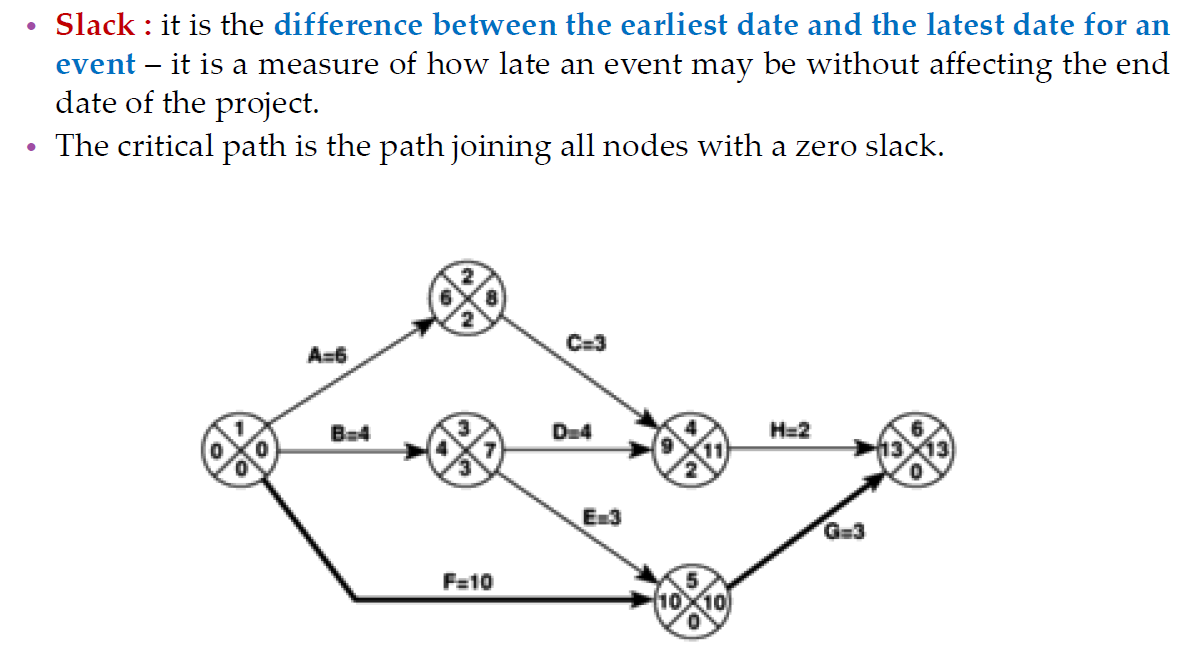 • Slack : it is the difference between the earliest date and the latest date for an
event – it is a measure of how late an event may be without affecting the end
date of the project.
• The critical path is the path joining all nodes with a zero slack.
2
6 8
2
A=6
C=3
1
0 0
0
B=4
3
4 7
3
D=4
4
9 11
2
H=2
6
13 13
0
E=3
G=3
F=10
5
10 10
0